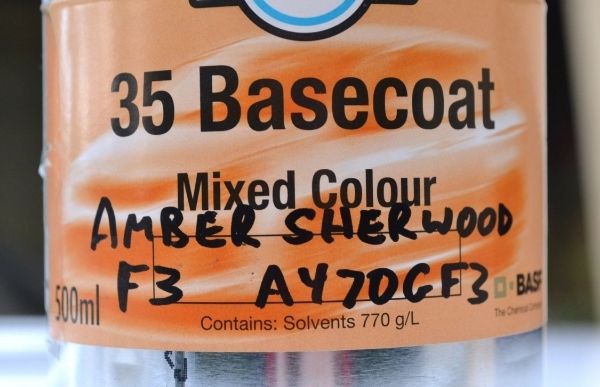 35 Basecoat
Mixed Colour
AMBER SHERWOOD
F3 AY70GF3
500ml
BASF
The Chemical Company
Contains: Solvents 770 g/L